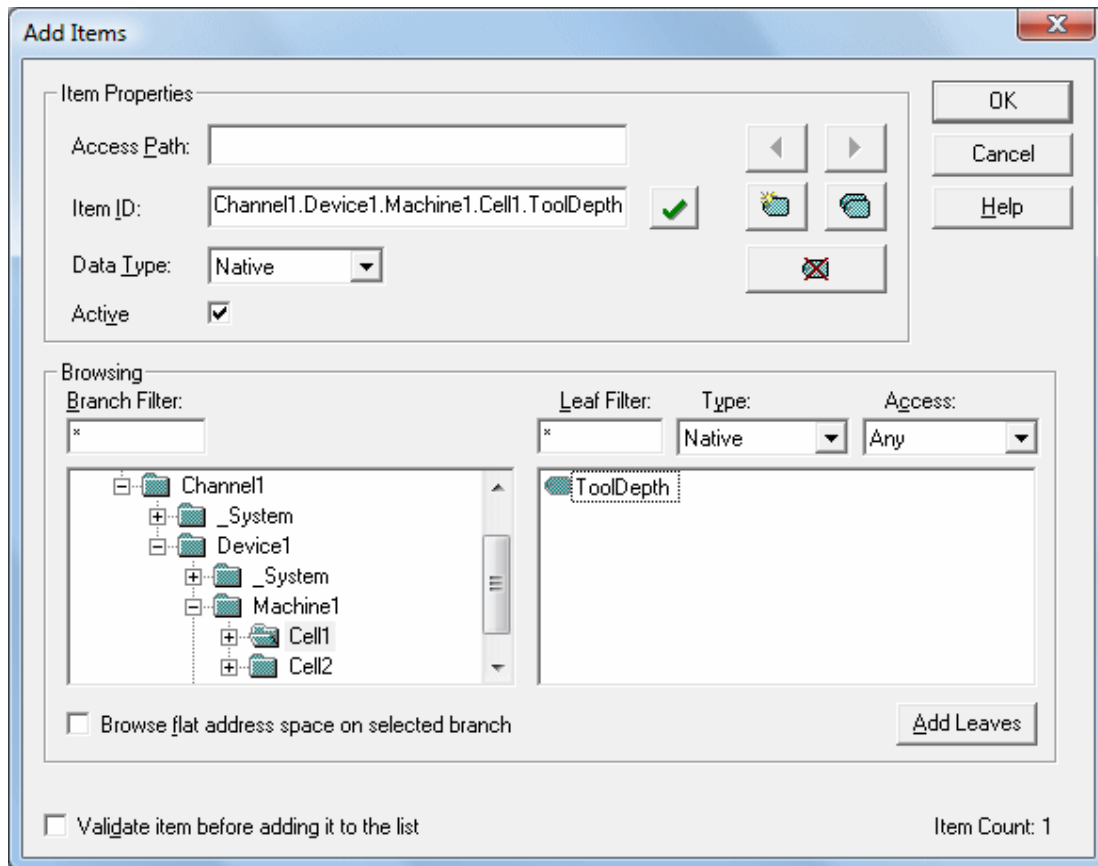 Add Items
Item Properties
Access Path:
OK
Cancel
Item ID:
Channel1.Device1.Machine1.Cell1.ToolDepth
Help
Data Type:
Native
Active
Browsing
Branch Filter:
Leaf Filter:
Type:
Access:
*
*
Native
Any
Channel1
ToolDepth
_System
Device1
_System
Machine1
Cell1
Cell2
Browse flat address space on selected branch
Add Leaves
Validate item before adding it to the list
Item Count: 1